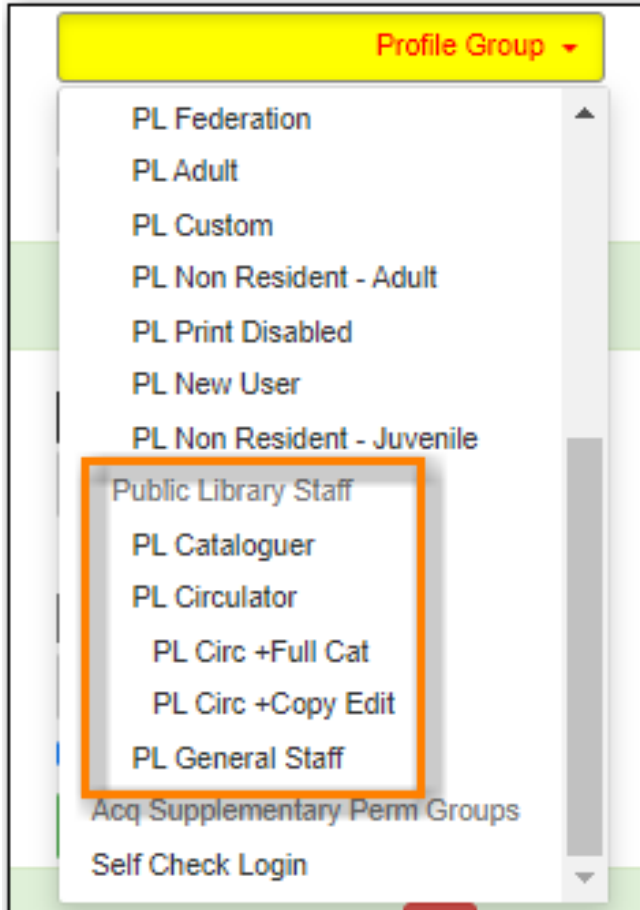 Profile Group
PL Federation
PL Adult
PL Custom
PL Non Resident - Adult
PL Print Disabled
PL New User
PL Non Resident - Juvenile
Public Library Staff
PL Cataloguer
PL Circulator
PL Circ +Full Cat
PL Circ +Copy Edit
PL General Staff
Acq Supplementary Perm Groups
Self Check Login